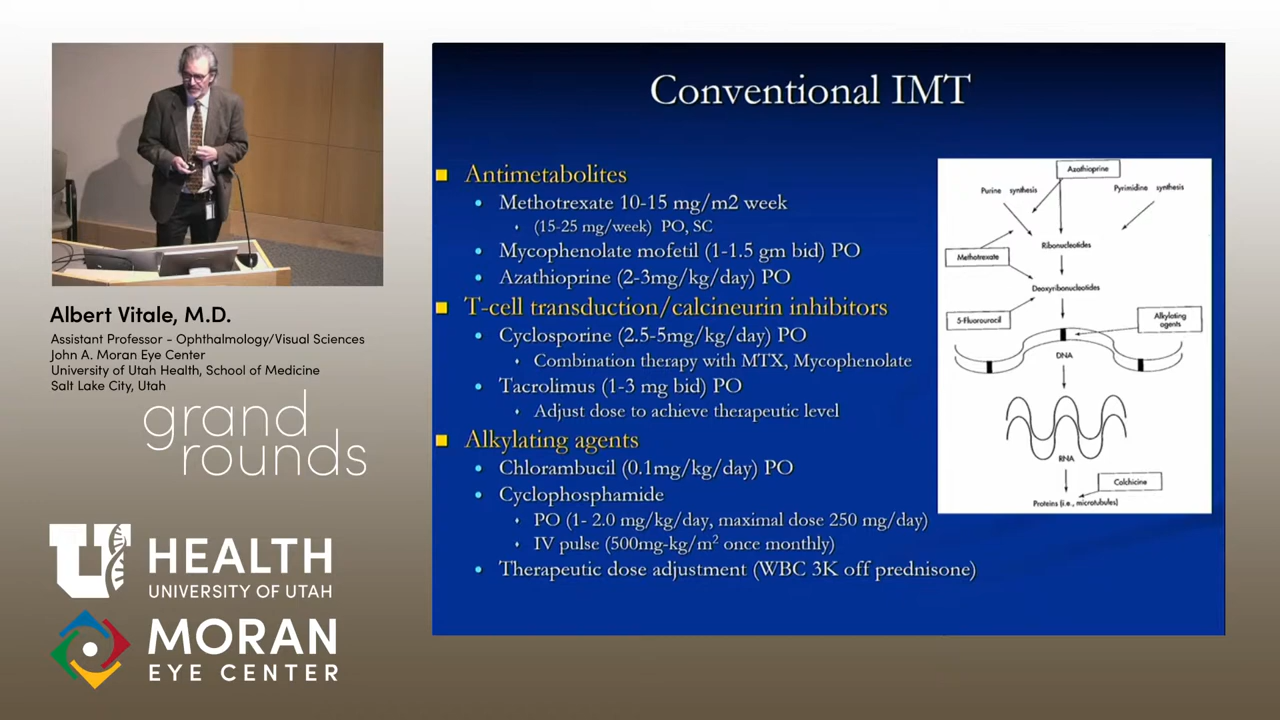 Conventional IMT
Antimetabolites
Methotrexate 10-15 mg/m2 week
(15-25 mg/week) PO, SC
Mycophenolate mofetil (1-1.5 gm bid) PO
Azathioprine (2-3mg/kg/day) PO
T-cell transduction/calcineurin inhibitors
Cyclosporine (2.5-5mg/kg/day) PO
Combination therapy with MTX, Mycophenolate
Tacrolimus (1-3 mg bid) PO
Adjust dose to achieve therapeutic level
Alkylating agents
Chlorambucil (0.1mg/kg/day) PO
Cyclophosphamide
PO (1- 2.0 mg/kg/day, maximal dose 250 mg/day)
IV pulse (500mg-kg/m² once monthly)
Therapeutic dose adjustment (WBC 3K off prednisone)
Azathioprine
Purine synthesis
Pyrimidine synthesis
Ribonucleotides
Methotrexate
Deoxyribonucleotides
5-Fluorouracil
Alkylating
agents
DNA
RNA
Colchicine
Proteins (i.e., microtubules)
Albert Vitale, M.D.
Assistant Professor - Ophthalmology/Visual Sciences
John A. Moran Eye Center
University of Utah Health, School of Medicine
Salt Lake City, Utah
grand
rounds
U HEALTH
UNIVERSITY OF UTAH
MORAN
EYE CENTER